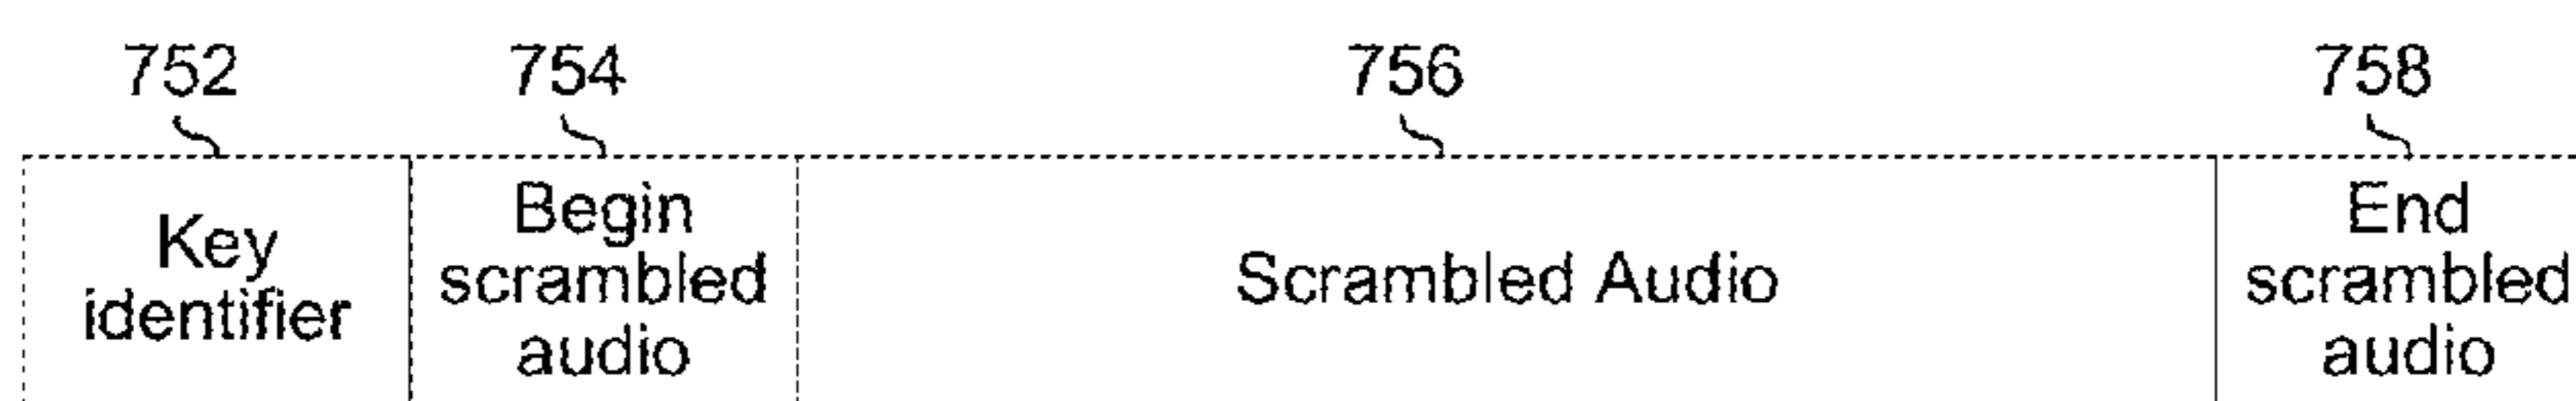 752 754 756 758
Key
identifier
Begin
scrambled
audio
Scrambled Audio
End
scrambled
audio